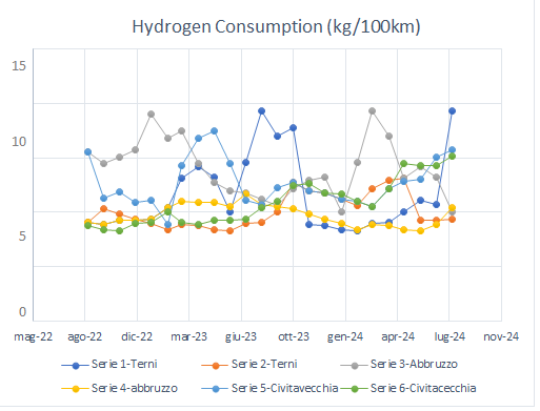 Hydrogen Consumption (kg/100km)
15
10
5
0
mag-22 ago-22 dic-22 mar-23 giu-23 ott-23 gen-24 apr-24 lug-24 nov-24
Serie 1-Terni Serie 2-Terni Serie 3-Abbruzzo
Serie 4-abbruzzo Serie 5-Civitavecchia Serie 6-Civitacecchia